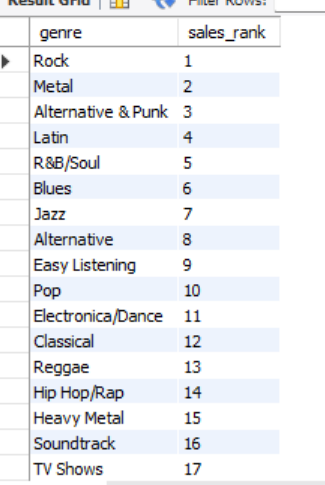 Result Grid Filter Rows:
genre sales_rank
Rock 1
Metal 2
Alternative & Punk 3
Latin 4
R&B/Soul 5
Blues 6
Jazz 7
Alternative 8
Easy Listening 9
Pop 10
Electronica/Dance 11
Classical 12
Reggae 13
Hip Hop/Rap 14
Heavy Metal 15
Soundtrack 16
TV Shows 17